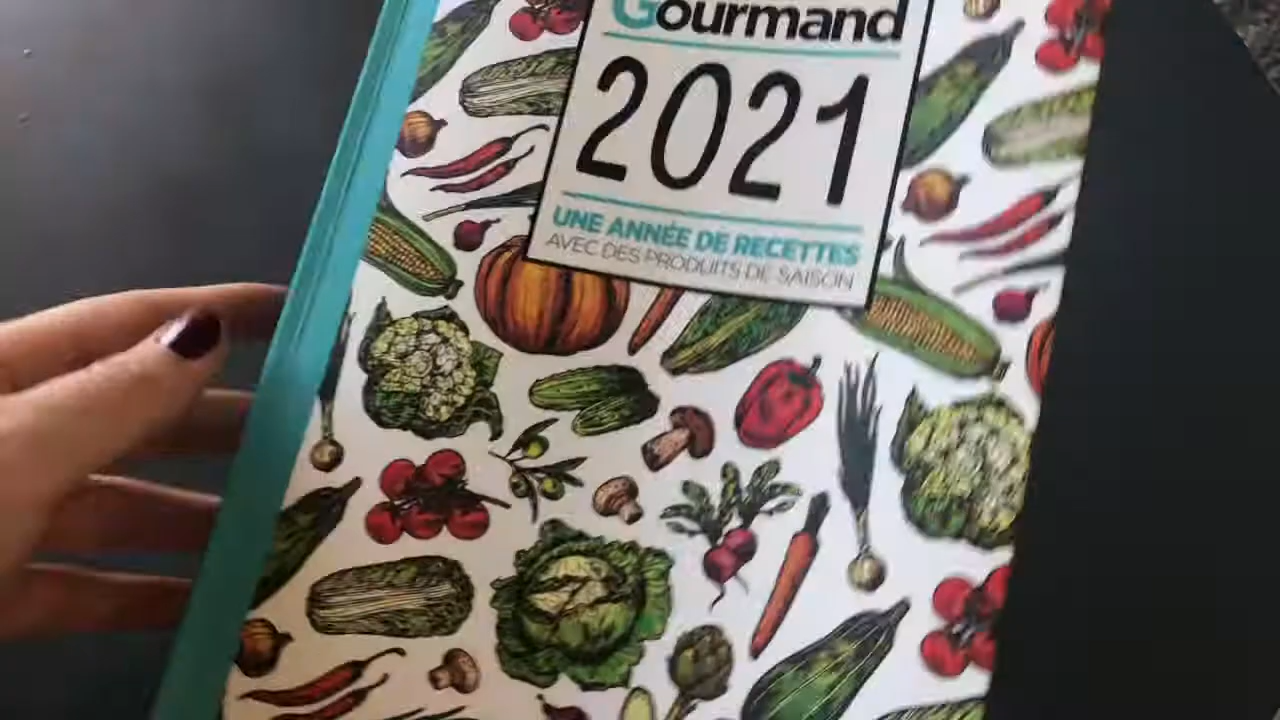 Gourmand
2021
UNE ANNÉE DE RECETTES
AVEC DES PRODUITS DE SAISON